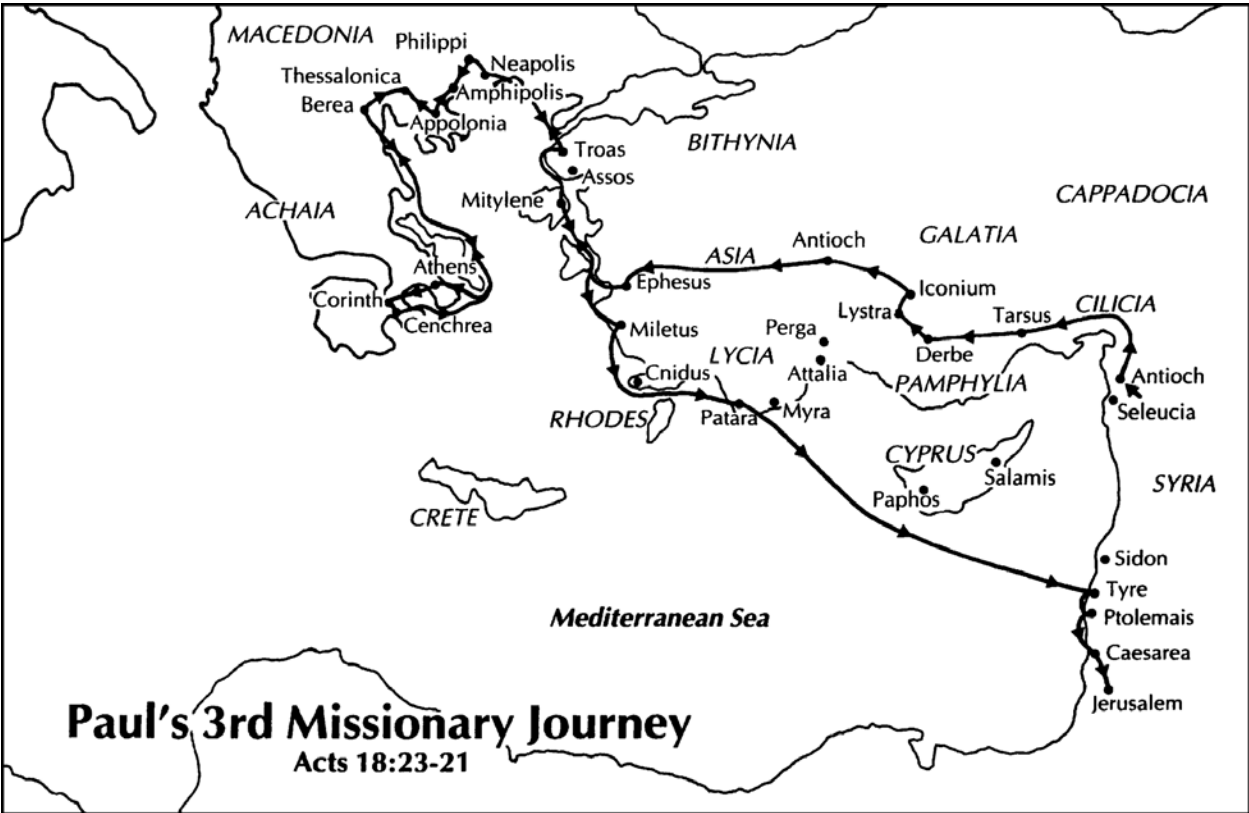 MACEDONIA
Philippi
Neapolis
Thessalonica
Berea
Amphipolis
Appolonia
BITHYNIA
Troas
Assos
CAPPADOCIA
Mitylene
ACHAIA
GALATIA
Antioch
ASIA
Athens
Ephesus
Iconium
Corinth
Lystra
CILICIA
Tarsus
Cenchrea
Miletus
Perga
Derbe
LYCIA
Attalia
Cnidus
PAMPHYLIA
Antioch
Seleucia
RHODES
Patara
Myra
CYPRUS
Salamis
Paphos
SYRIA
CRETE
Sidon
Tyre
Mediterranean Sea
Ptolemais
Caesarea
Jerusalem
Paul's 3rd Missionary Journey
Acts 18:23-21